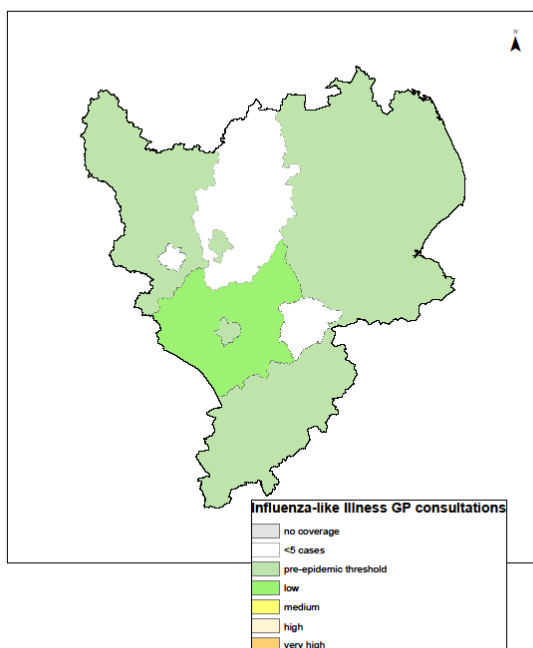 N
Influenza-like Illness GP consultations
no coverage
<5 cases
pre-epidemic threshold
low
medium
high
very high